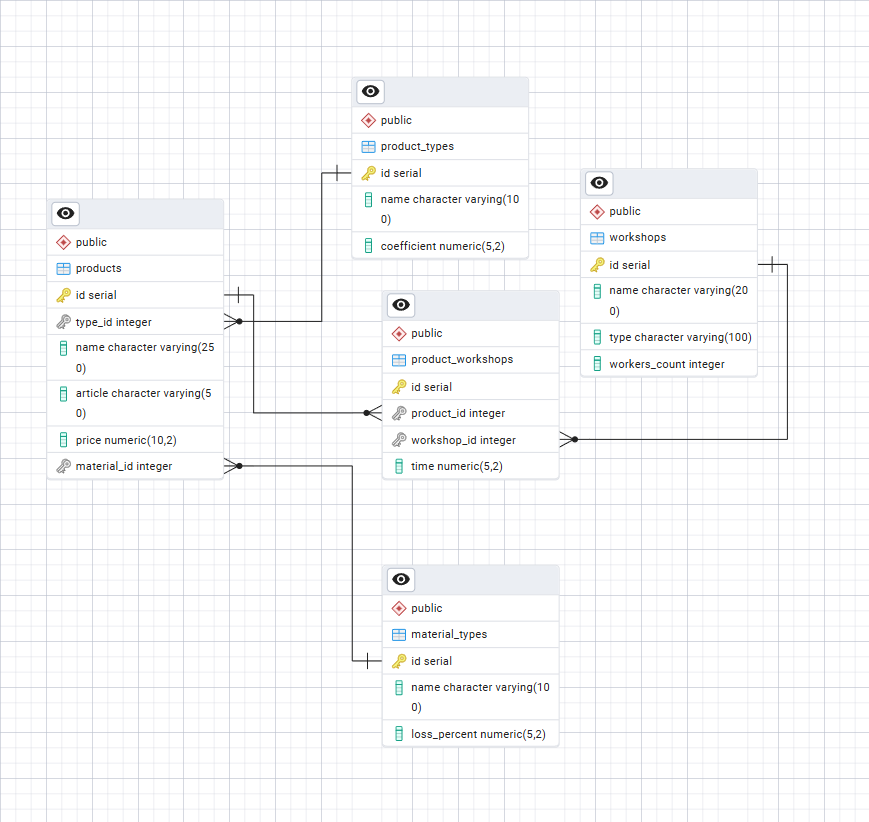 public
product_types
id serial
name character varying(10
0)
coefficient numeric(5,2)
public
workshops
id serial
name character varying(20
0)
type character varying(100)
workers_count integer
public
products
id serial
type_id integer
name character varying(25
0)
article character varying(5
0)
price numeric(10,2)
material_id integer
public
product_workshops
id serial
product_id integer
workshop_id integer
time numeric(5,2)
public
material_types
id serial
name character varying(10
0)
loss_percent numeric(5,2)